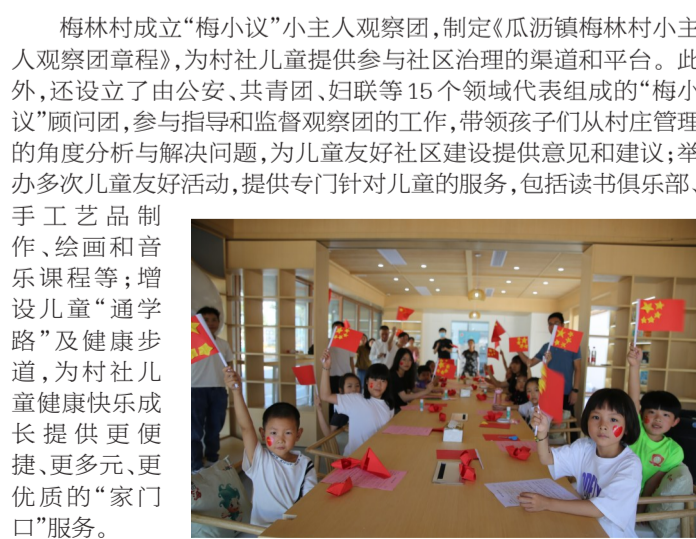 梅林村成立“梅小议”小主人观察团,制定《瓜沥镇梅林村小主
人观察团章程》,为村社儿童提供参与社区治理的渠道和平台。此
外,还设立了由公安、共青团、妇联等15个领域代表组成的“梅小
议”顾问团,参与指导和监督观察团的工作,带领孩子们从村庄管理
的角度分析与解决问题,为儿童友好社区建设提供意见和建议;举
办多次儿童友好活动,提供专门针对儿童的服务,包括读书俱乐部、
手工艺品制
作、绘画和音
乐课程等;增
设儿童“通学
路”及健康步
道,为村社儿
童健康快乐成
长提供更便
捷、更多元、更
优质的“家门
口”服务。